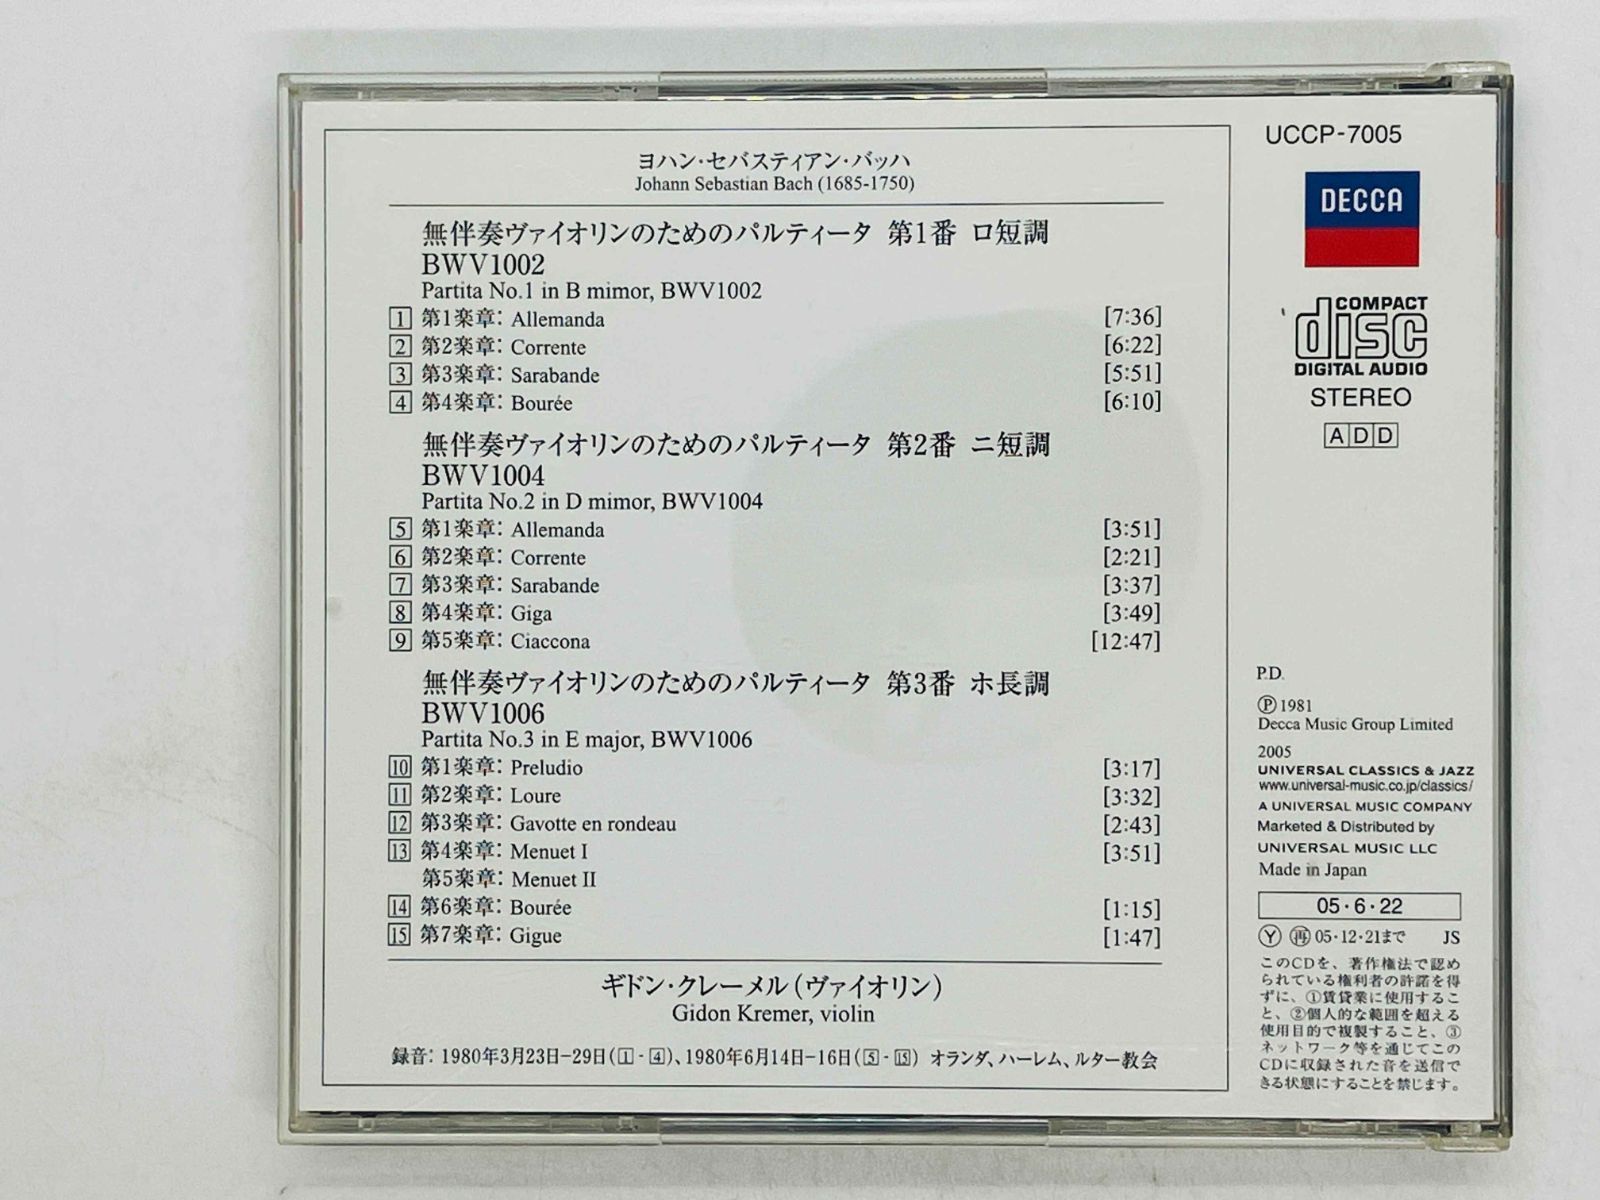 ヨハン・セバスティアン・バッハ
Johann Sebastian Bach (1685-1750)
無伴奏ヴァイオリンのためのパルティータ 第1番 ロ短調
BWV1002
Partita No.1 in B mimor, BWV1002
1 第1楽章: Allemanda [7:36]
2 第2楽章: Corrente [6:22]
3 第3楽章: Sarabande [5:51]
4 第4楽章: Bourée [6:10]
無伴奏ヴァイオリンのためのパルティータ 第2番 ニ短調
BWV1004
Partita No.2 in D mimor, BWV1004
5 第1楽章: Allemanda [3:51]
6 第2楽章: Corrente [2:21]
7 第3楽章: Sarabande [3:37]
8 第4楽章: Giga [3:49]
9 第5楽章: Ciaccona [12:47]
無伴奏ヴァイオリンのためのパルティータ 第3番 ホ長調
BWV1006
Partita No.3 in E major, BWV1006
10 第1楽章: Preludio [3:17]
11 第2楽章: Loure [3:32]
12 第3楽章: Gavotte en rondeau [2:43]
13 第4楽章: Menuet I [3:51]
第5楽章: Menuet II
14 第6楽章: Bourée [1:15]
15 第7楽章: Gigue [1:47]
ギドン・クレーメル(ヴァイオリン)
Gidon Kremer, violin
録音: 1980年3月23日-29日(1 - 4)、1980年6月14日-16日(5 - 15) オランダ、ハーレム、ルター教会
UCCP-7005
DECCA
COMPACT
disc
DIGITAL AUDIO
STEREO
ADD
P.D.
Ⓟ 1981
Decca Music Group Limited
2005
UNIVERSAL CLASSICS & JAZZ
www.universal-music.co.jp/classics/
A UNIVERSAL MUSIC COMPANY
Marketed & Distributed by
UNIVERSAL MUSIC LLC
Made in Japan
05・6・22
Ⓨ 再 05・12・21まで JS
このCDを、著作権法で認め
られている権利者の許諾を得
ずに、①賃貸業に使用するこ
と、②個人的な範囲を超える
使用目的で複製すること、③
ネットワーク等を通じてこの
CDに収録された音を送信で
きる状態にすることを禁じます。